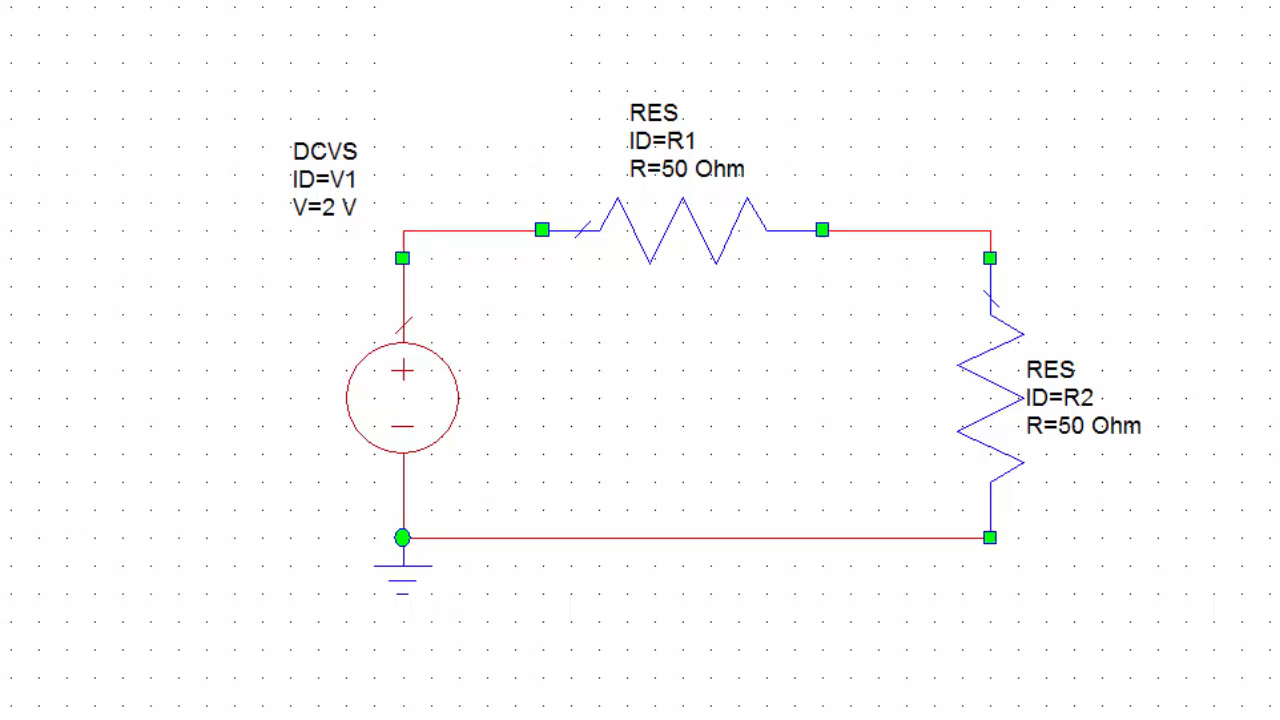 RES
ID=R1
R=50 Ohm
DCVS
ID=V1
V=2 V
RES
ID=R2
R=50 Ohm